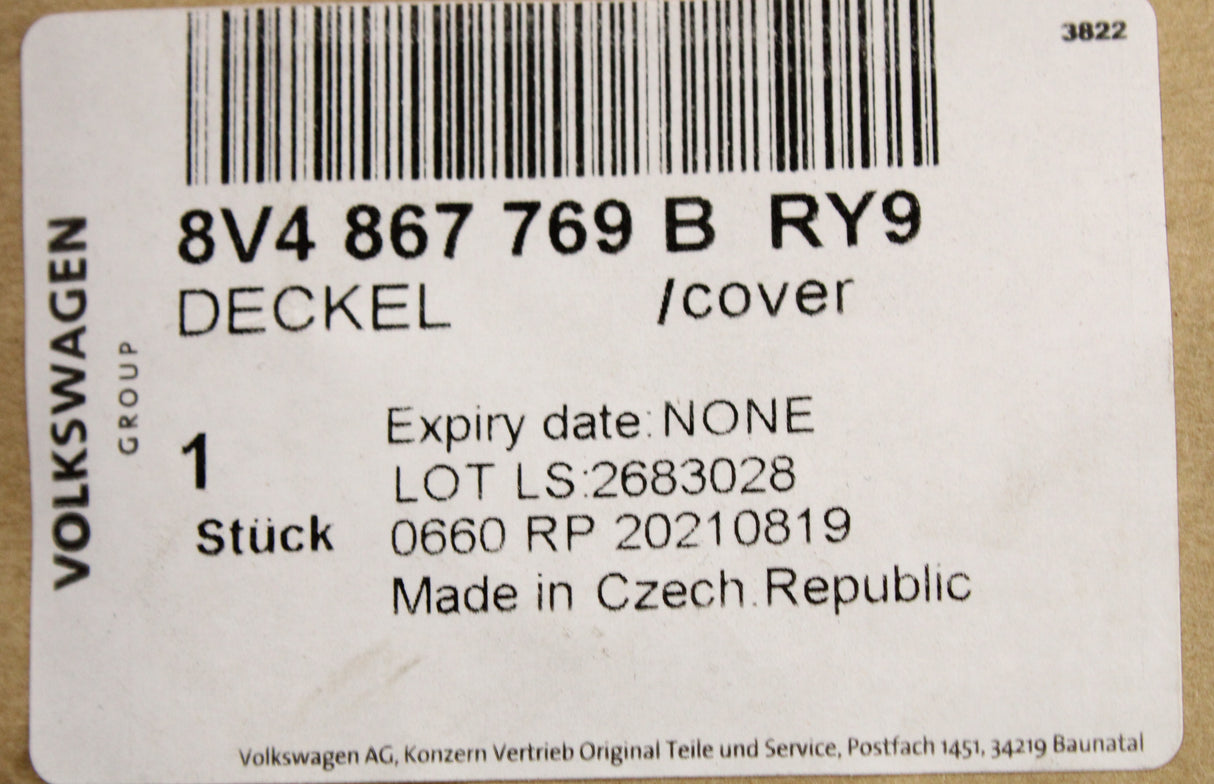 3822
8V4 867 769 B RY9
DECKEL /cover
Expiry date:NONE
1
LOT LS:2683028
Stück
0660 RP 20210819
Made in Czech.Republic
VOLKSWAGEN
GROUP
Volkswagen AG, Konzern Vertrieb Original Teile und Service, Postfach 1451, 34219 Baunatal